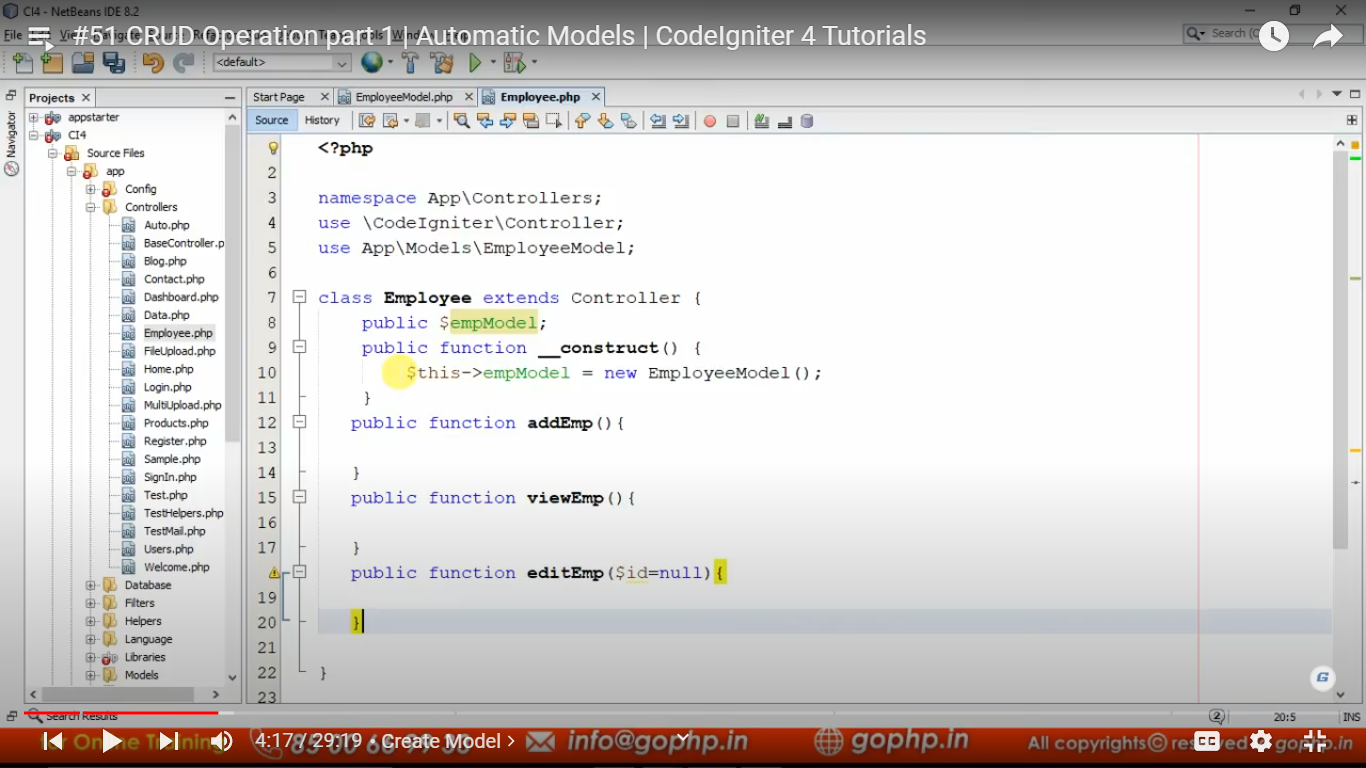 CI4 - NetBeans IDE 8.2
#51 CRUD Operation part 1 | Automatic Models | CodeIgniter 4 Tutorials
File
Search (C
<default>
Projects
Start Page
EmployeeModel.php
Employee.php
Source
History
Navigator
appstarter
CI4
Source Files
app
Config
Controllers
Auto.php
BaseController.p
Blog.php
Contact.php
Dashboard.php
Data.php
Employee.php
FileUpload.php
Home.php
Login.php
MultiUpload.php
Products.php
Register.php
Sample.php
SignIn.php
Test.php
TestHelpers.php
TestMail.php
Users.php
Welcome.php
Database
Filters
Helpers
Language
Libraries
Models
<?php
2
3 namespace App\Controllers;
4 use \CodeIgniter\Controller;
5 use App\Models\EmployeeModel;
6
7 class Employee extends Controller {
8 public $empModel;
9 public function __construct() {
10 $this->empModel = new EmployeeModel();
11 }
12 public function addEmp(){
13
14 }
15 public function viewEmp(){
16
17 }
public function editEmp($id=null){
19
20 }
21
22 }
23
Search Results
2
20:5
INS
for Online Training
4:17 / 29:19 • Create Model >
info@gophp.in
gophp.in
All copyrights© res
gophp.in
CC